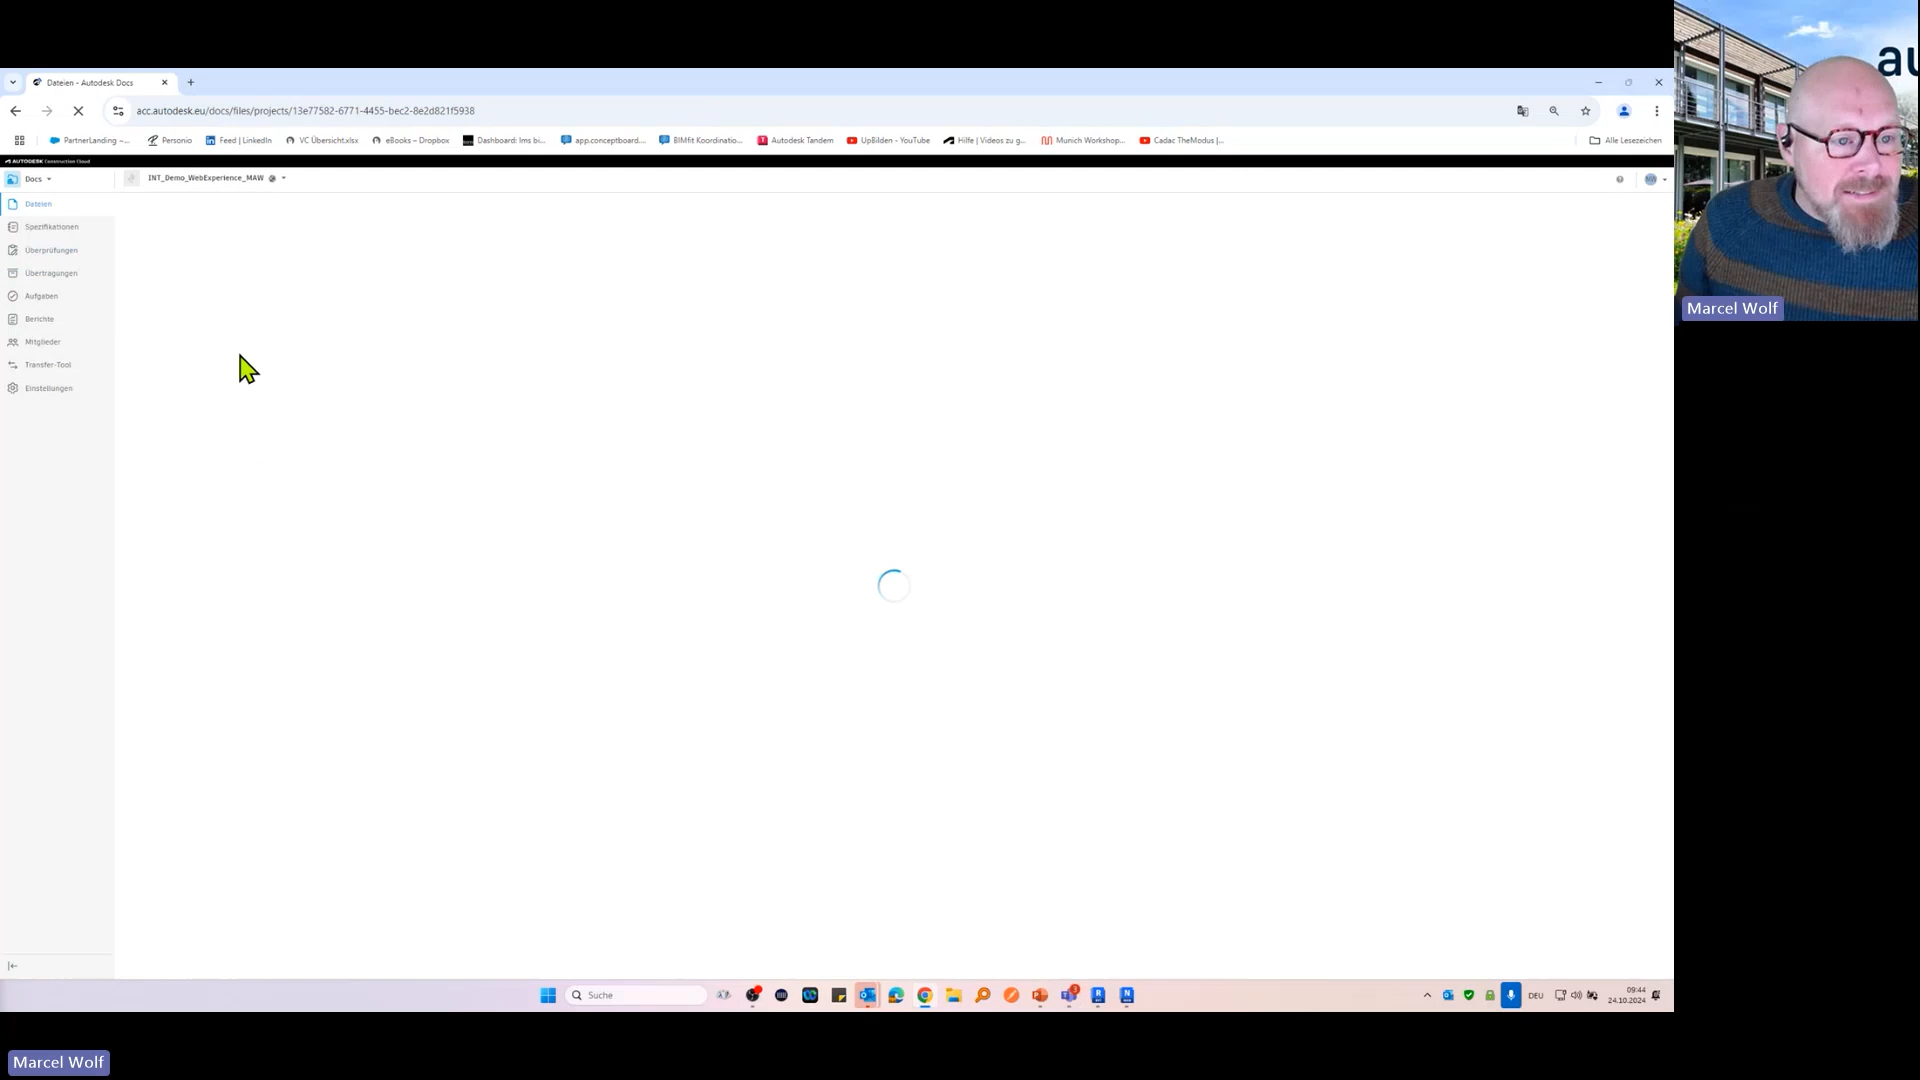 Dateien - Autodesk Docs
acc.autodesk.eu/docs/files/projects/13e77582-6771-4455-bec2-8e2d821f5938
PartnerLanding –...
Personio
Feed | LinkedIn
VC Übersicht.xlsx
eBooks – Dropbox
Dashboard: Ims bi...
app.conceptboard....
BIMfit Koordinatio...
Autodesk Tandem
UpBilden - YouTube
Hilfe | Videos zu g...
Munich Workshop...
Cadac TheModus |...
Alle Lesezeichen
AUTODESK Construction Cloud
Docs
INT_Demo_WebExperience_MAW
MW
Dateien
Spezifikationen
Überprüfungen
Übertragungen
Aufgaben
Berichte
Mitglieder
Transfer-Tool
Einstellungen
Suche
3
DEU
09:44
24.10.2024
au
Marcel Wolf
Marcel Wolf